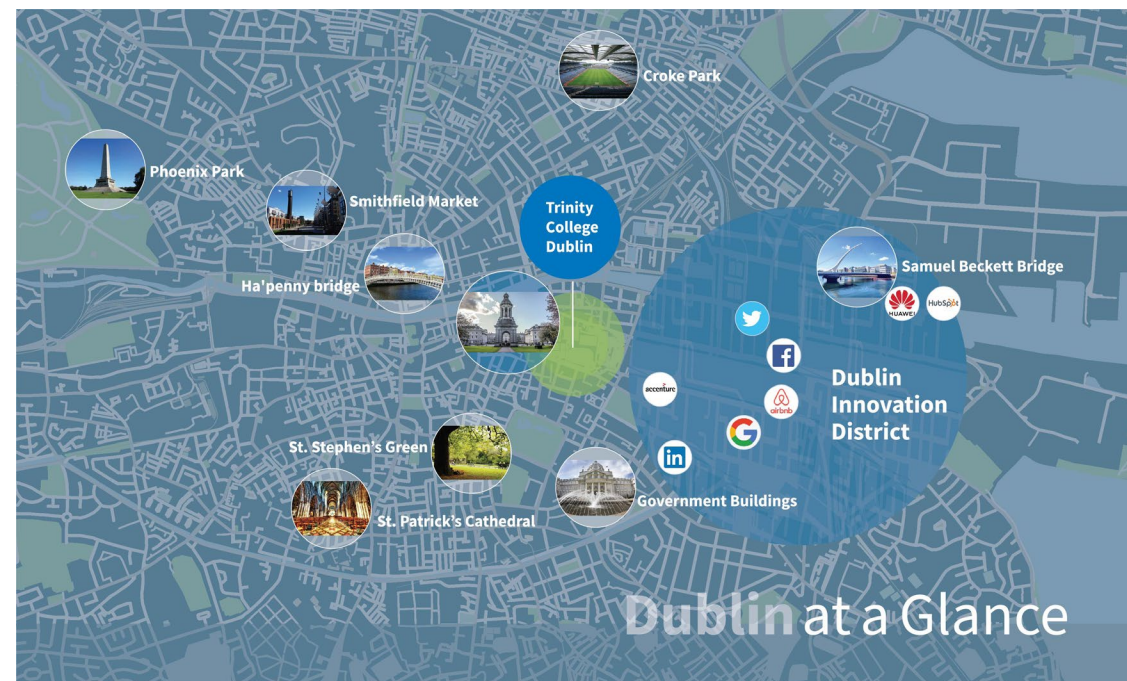 Croke Park
Phoenix Park
Smithfield Market
Trinity
College
Dublin
Ha'penny bridge
Samuel Beckett Bridge
HUAWEI
HubSpot
accenture
airbnb
Dublin
Innovation
District
St. Stephen’s Green
in
Government Buildings
St. Patrick’s Cathedral
Dublin at a Glance